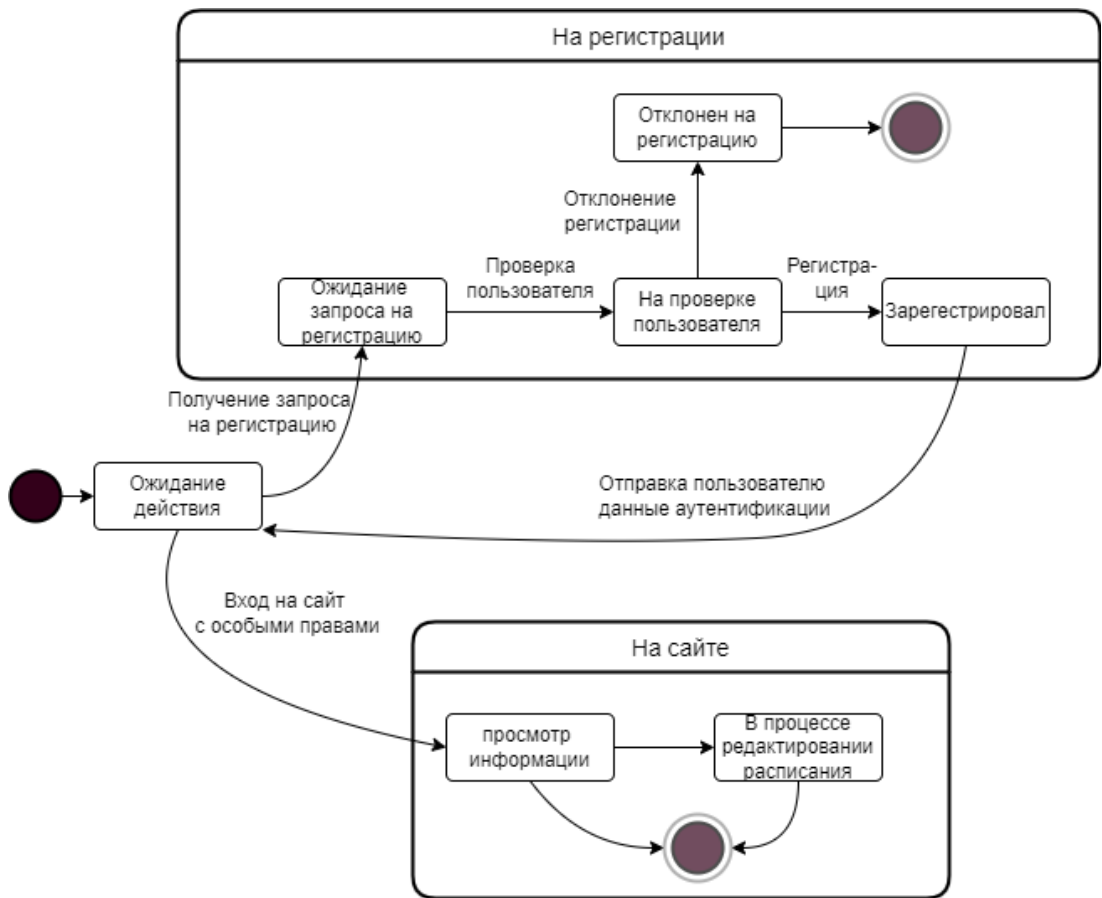 На регистрации
Отклонен на
регистрацию
Отклонение
регистрации
Проверка
пользователя
Регистра-
ция
Ожидание
запроса на
регистрацию
На проверке
пользователя
Зарегестрировал
Получение запроса
на регистрацию
Ожидание
действия
Отправка пользователю
данные аутентификации
Вход на сайт
с особыми правами
На сайте
просмотр
информации
В процессе
редактировании
расписания